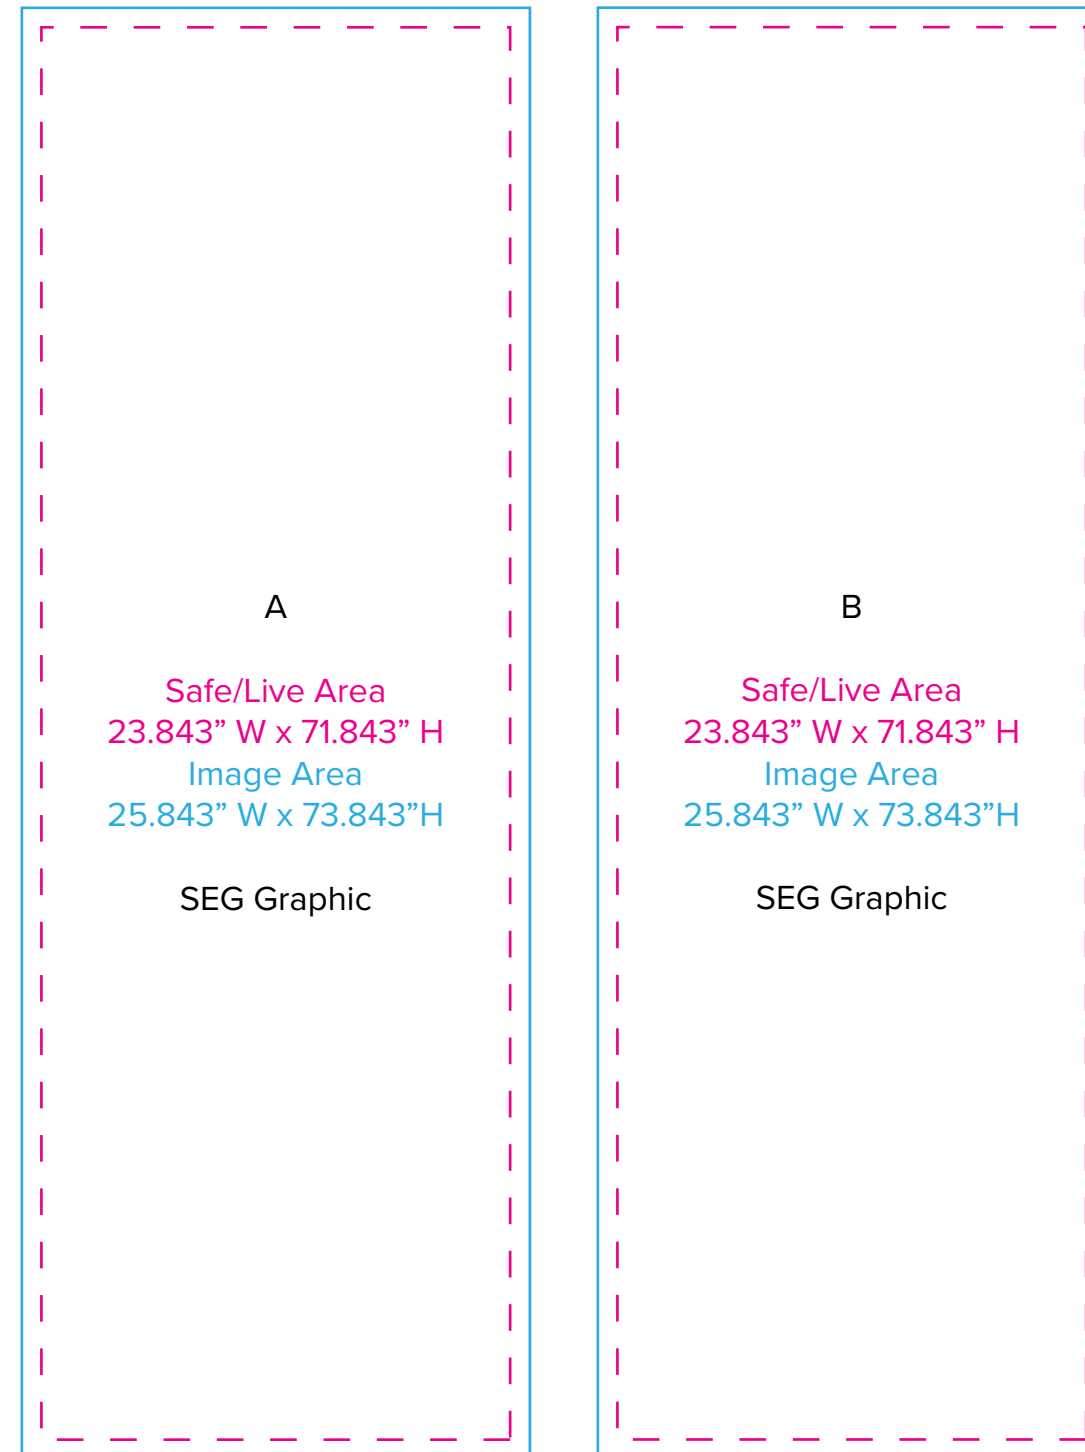 A
Safe/Live Area
23.843” W x 71.843” H
Image Area
25.843” W x 73.843”H
SEG Graphic
B
Safe/Live Area
23.843” W x 71.843” H
Image Area
25.843” W x 73.843”H
SEG Graphic